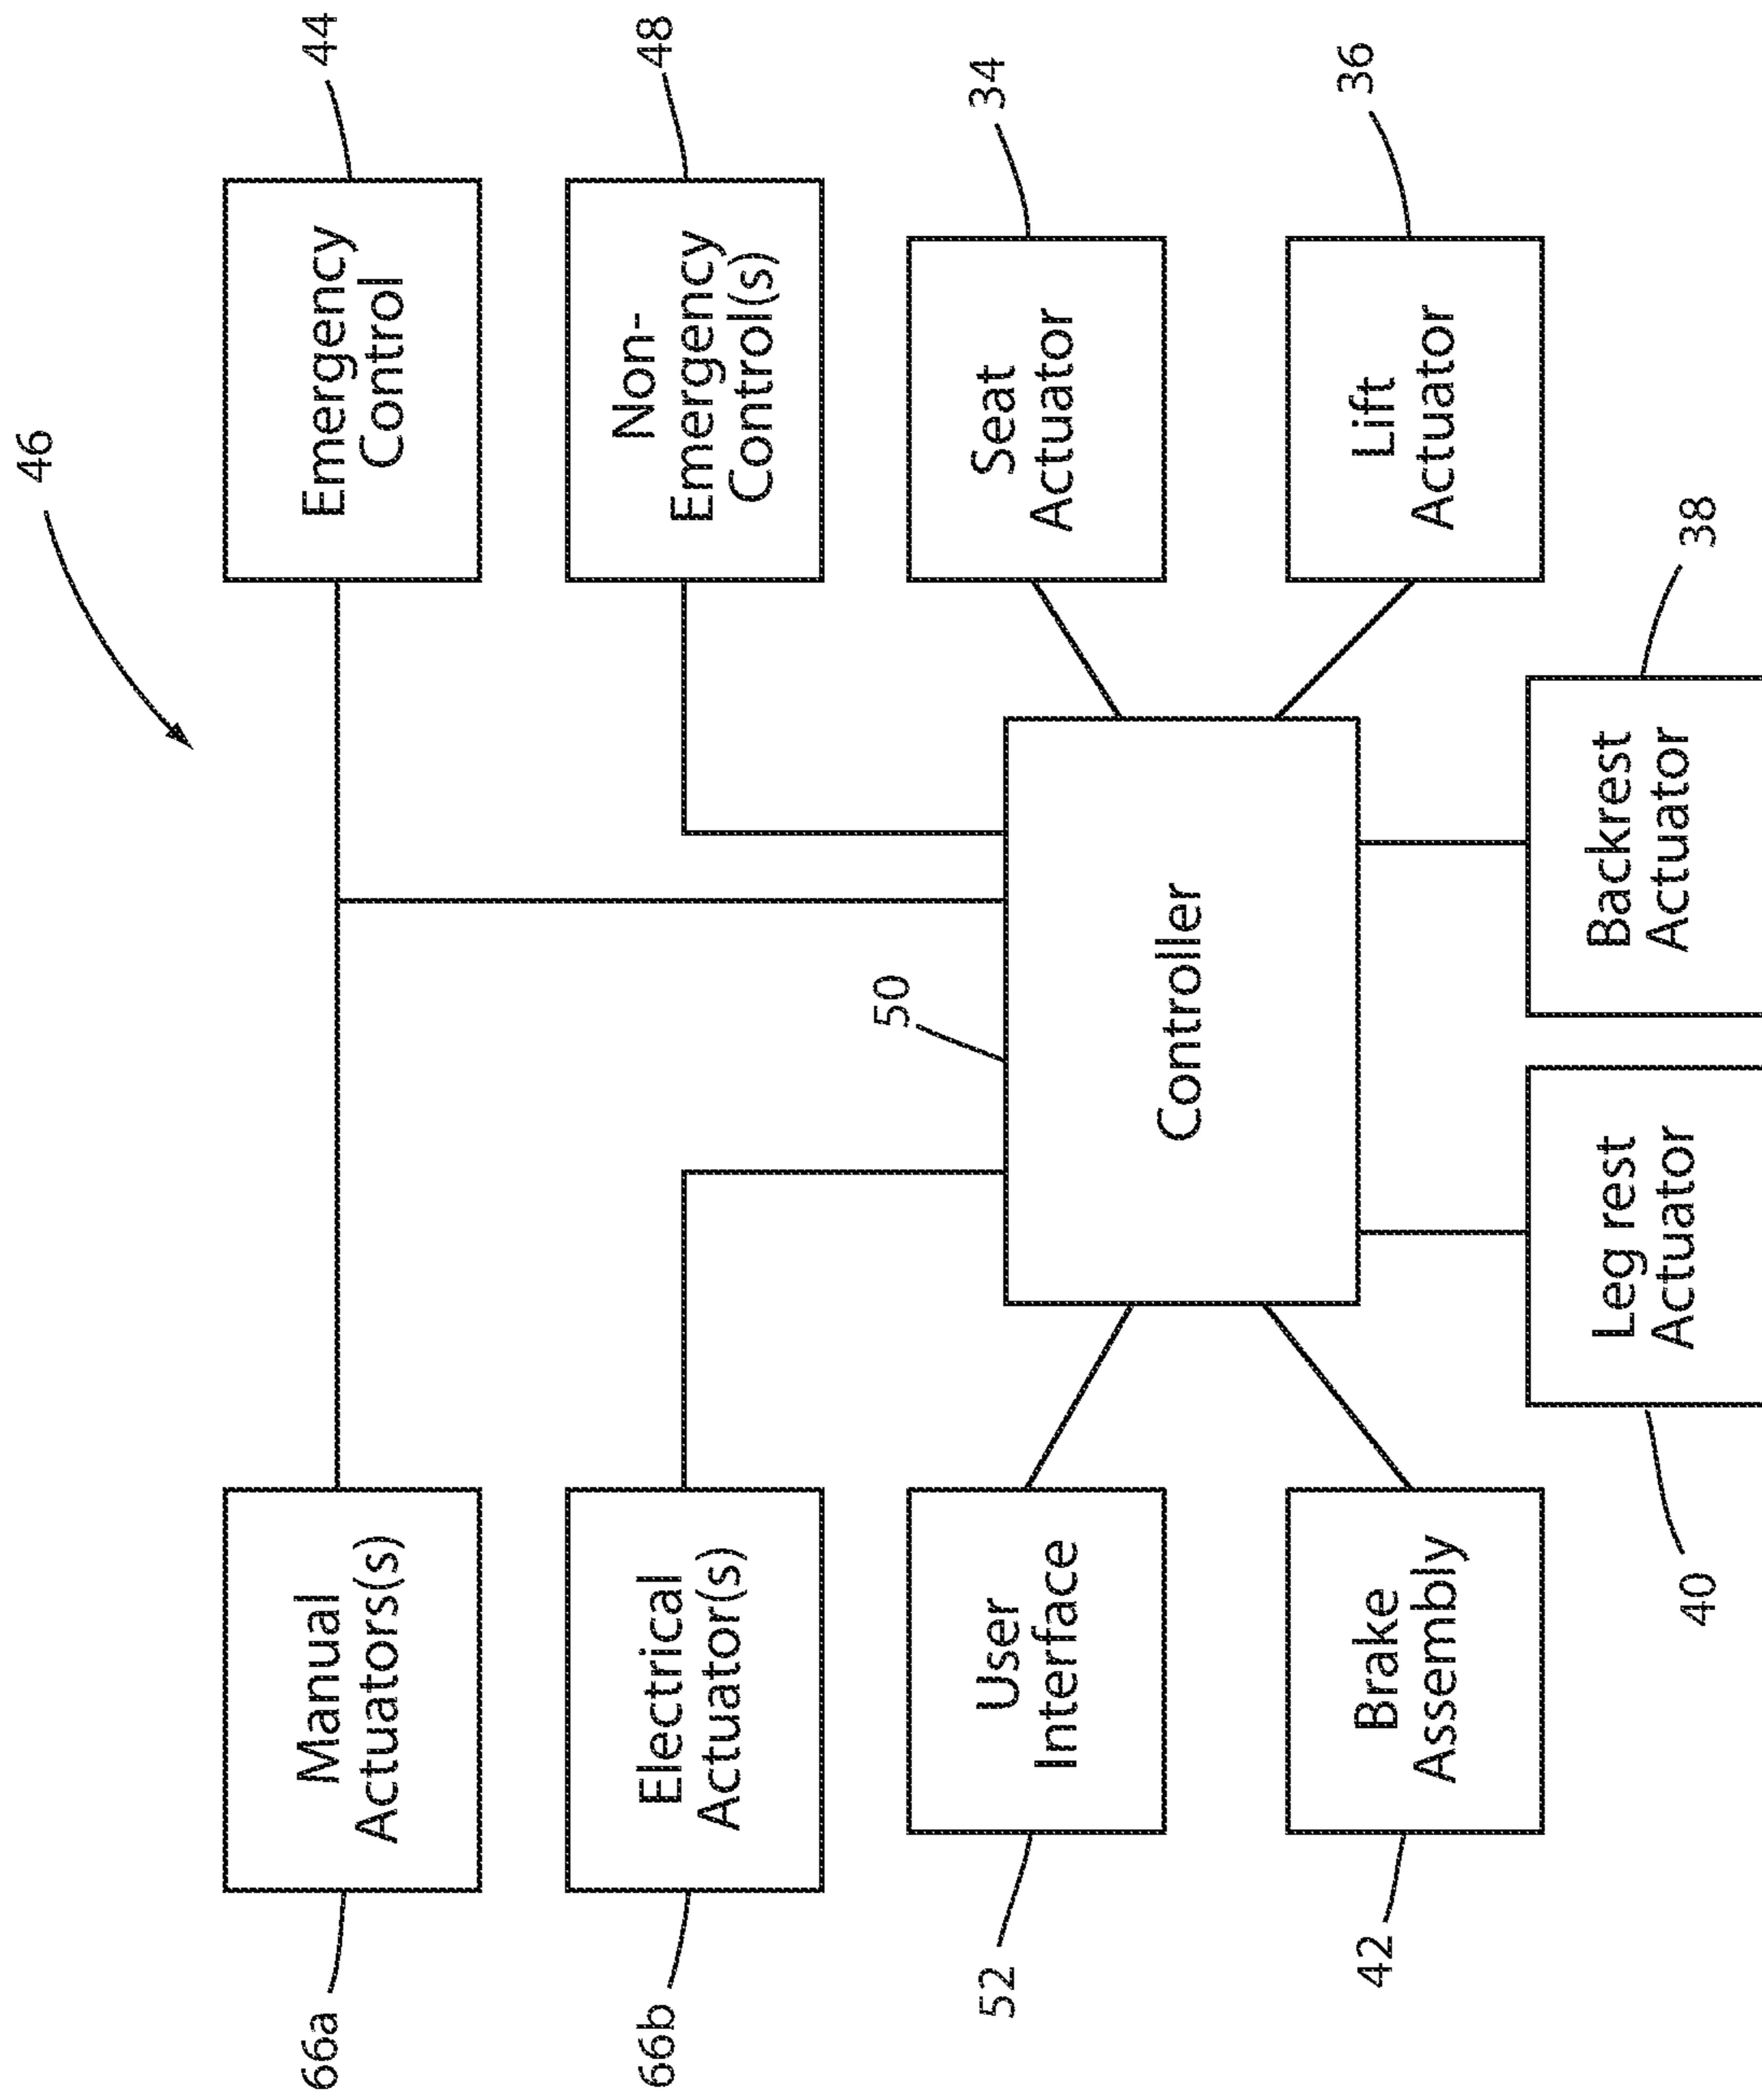 46
66a
Manual
Actuators(s)
Emergency
Control
44
66b
Electrical
Actuator(s)
Non-
Emergency
Control(s)
48
50
52
User
Interface
Controller
Seat
Actuator
34
42
Brake
Assembly
Lift
Actuator
36
40
Leg rest
Actuator
Backrest
Actuator
38